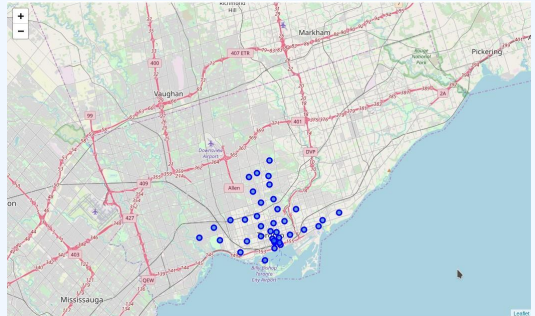 Richmond
Hill
+
−
Markham
407 ETR
Pickering
Rouge
National
Park
400
Vaughan
2A
99
401
Downsview
Airport
DVP
409
Allen
on
427
403
Billy Bishop
Toronto
City Airport
QEW
Mississauga
Leaflet